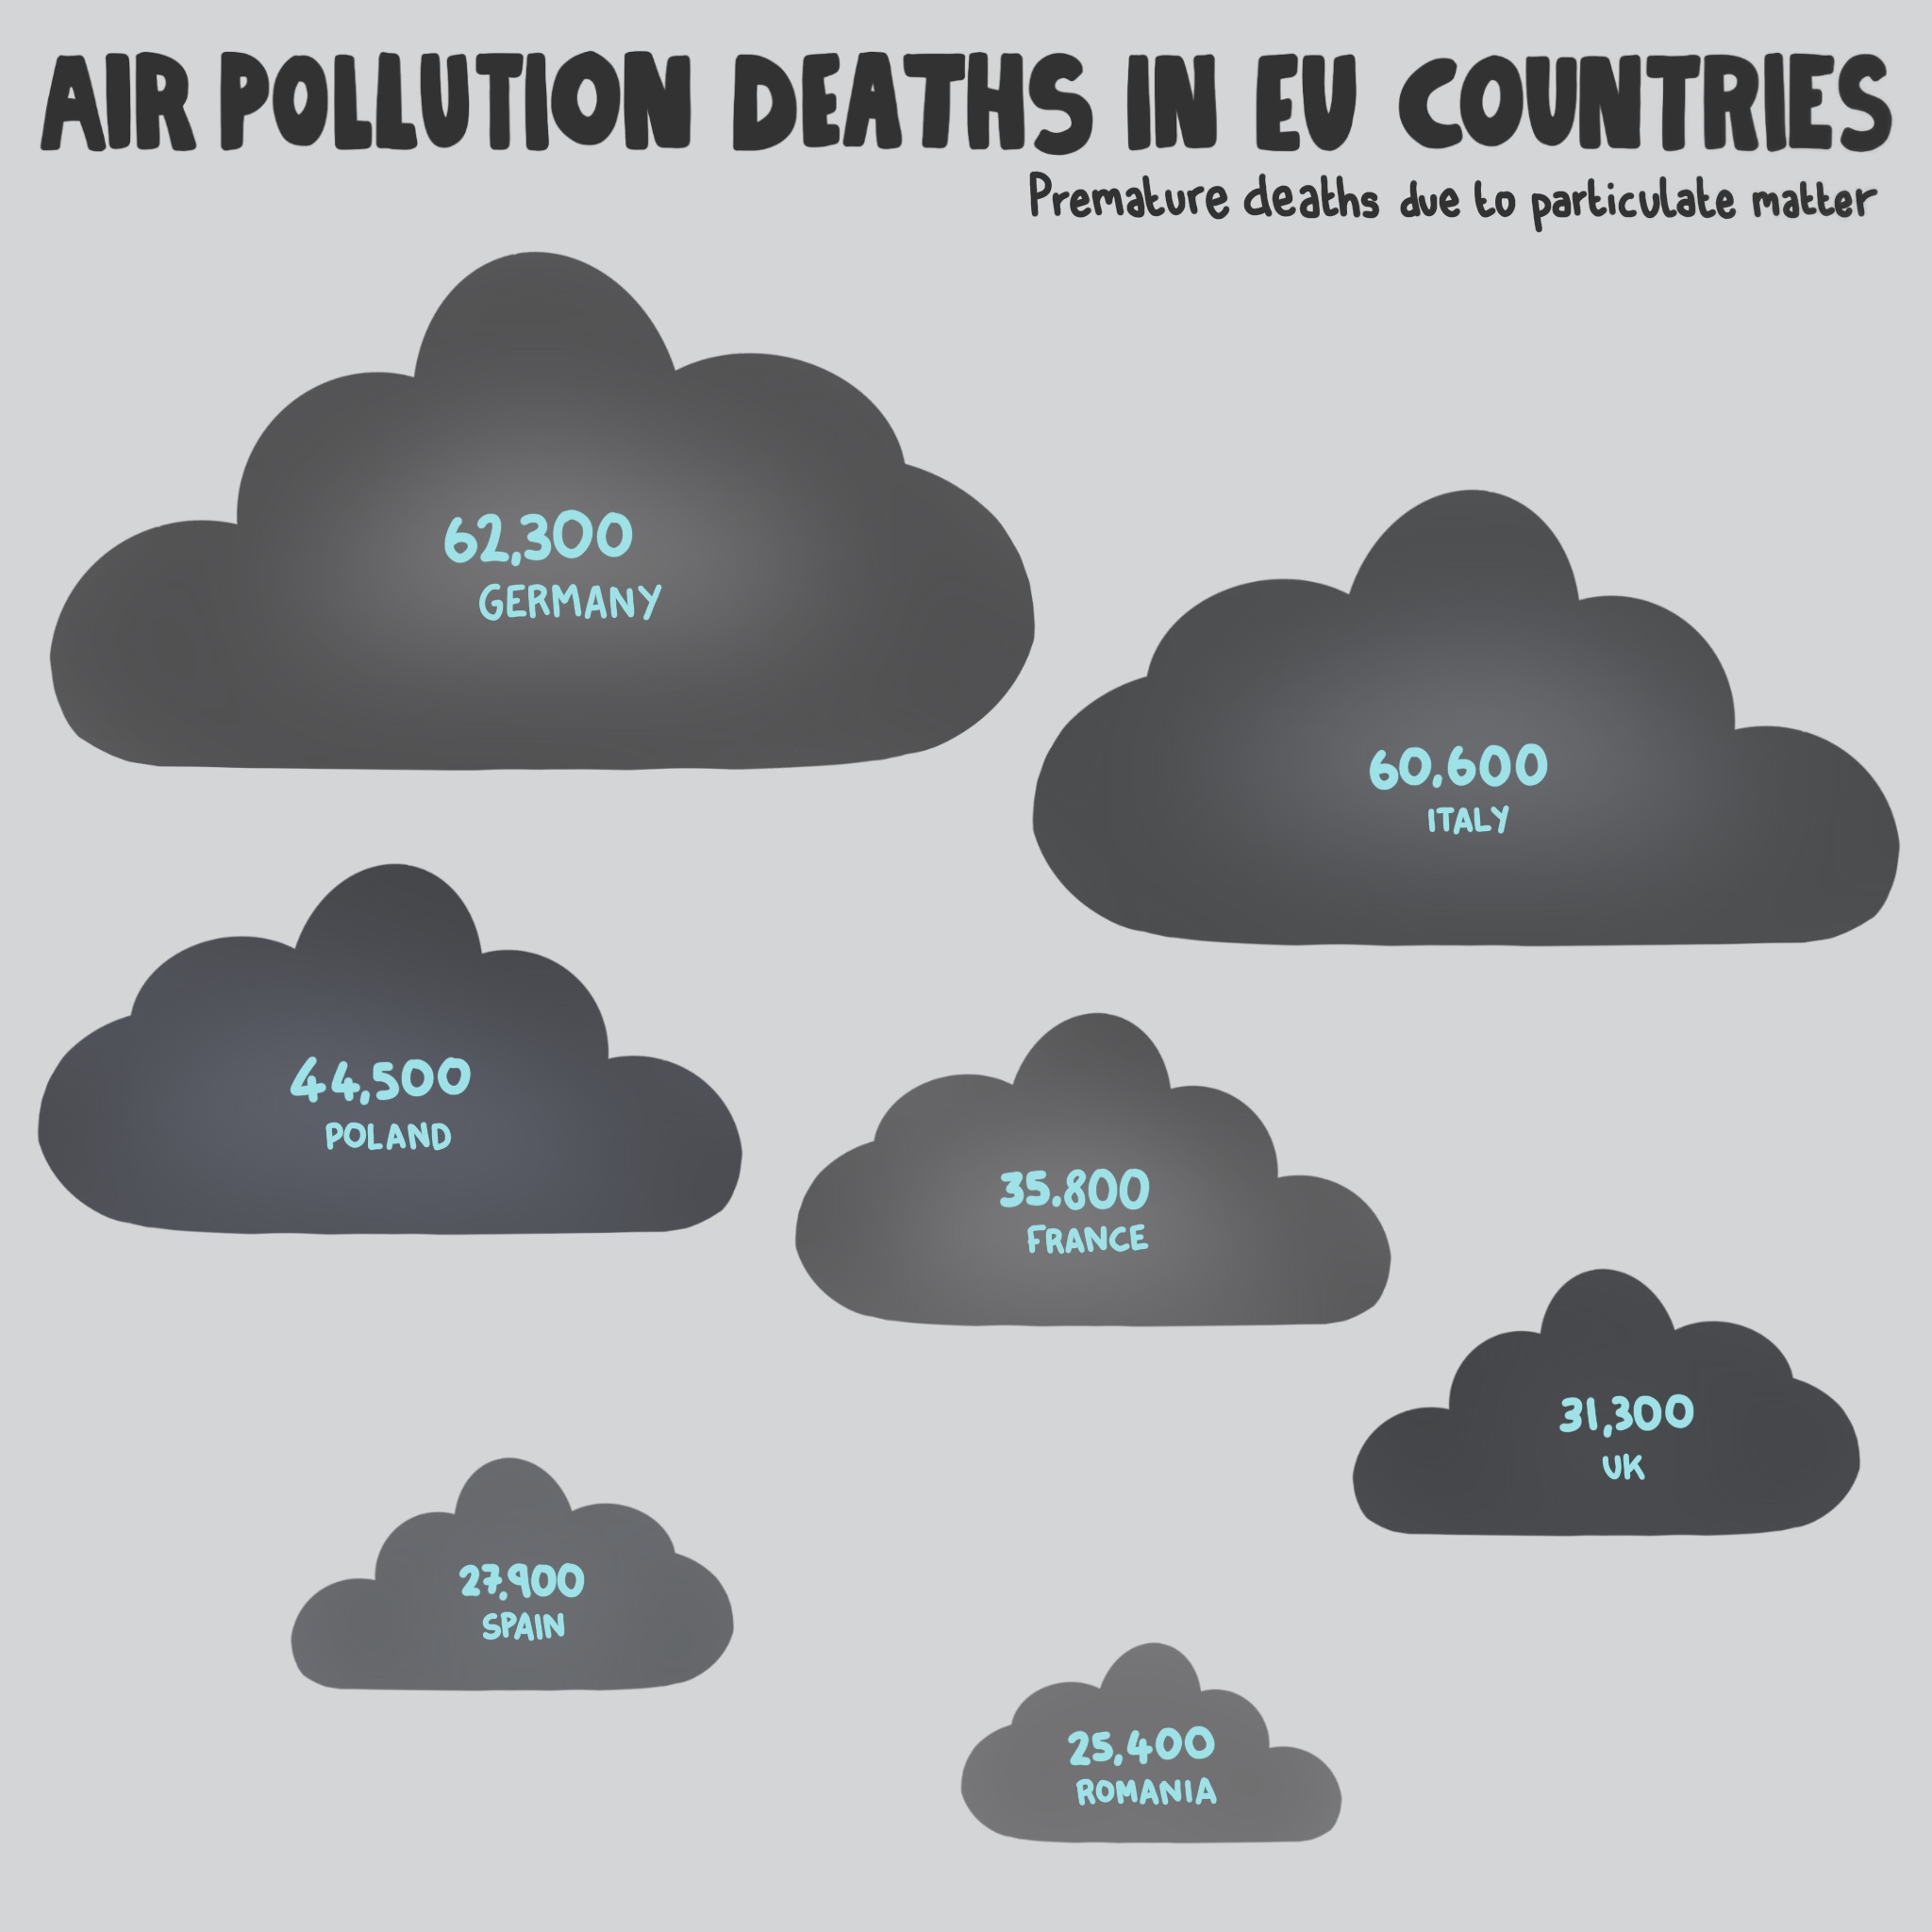 AIR POLLUTION DEATHS IN EU COUNTRIES
Premature deaths due to particulate matter
62,300
GERMANY
60,600
ITALY
44,500
POLAND
35.800
FRANCE
31,300
UK
27,900
SPAIN
25,400
ROMANIA